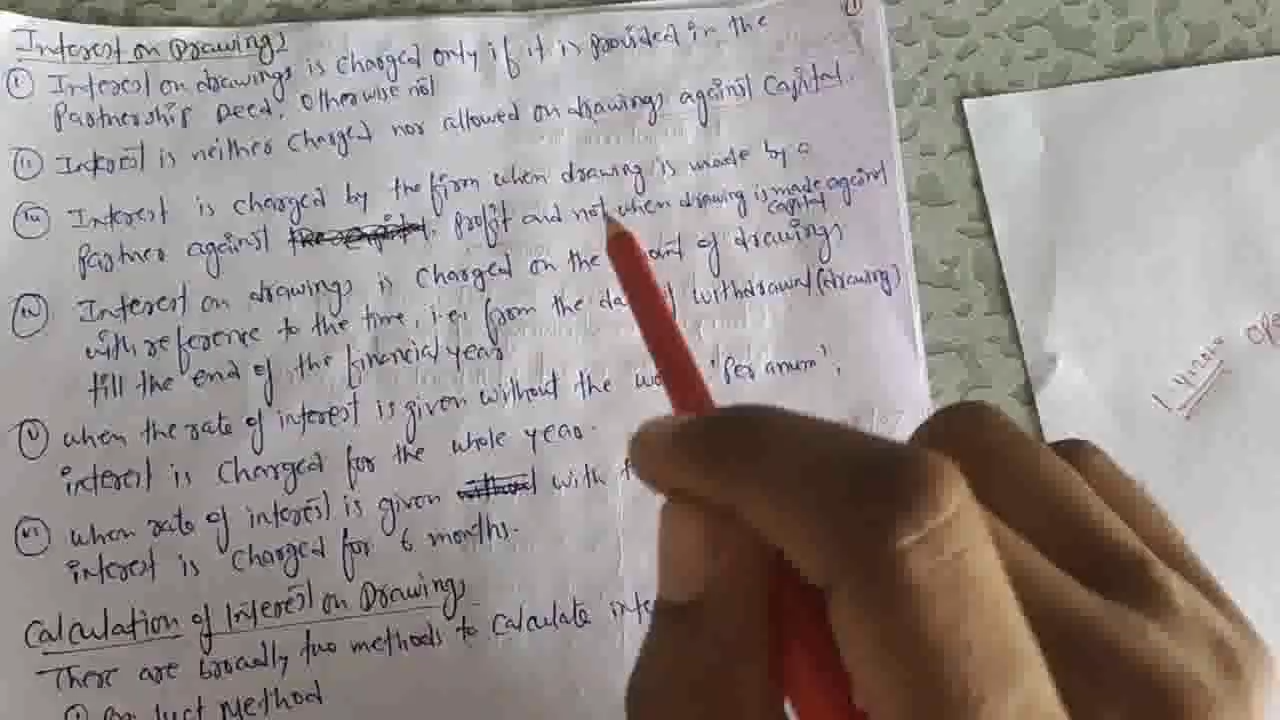 Interest on Drawings
(i) Interest on drawings is charged only if it is provided in the
Partnership Deed, otherwise not
(ii) Interest is neither charged nor allowed on drawings against Capital.
(iii) Interest is charged by the firm when drawing is made by a
Partner against profit and not when drawing is made against
capital
(iv) Interest on drawings is charged on the of drawings
with reference to the time, i.e. from the withdrawal (drawing)
till the end of the financial year
(v) when the rate of interest is given without the 'Per anum',
interest is charged for the whole year.
(vi) when rate of interest is given with
interest is charged for 6 months.
Calculation of Interest on Drawings
There are broadly two methods to calculate
Method